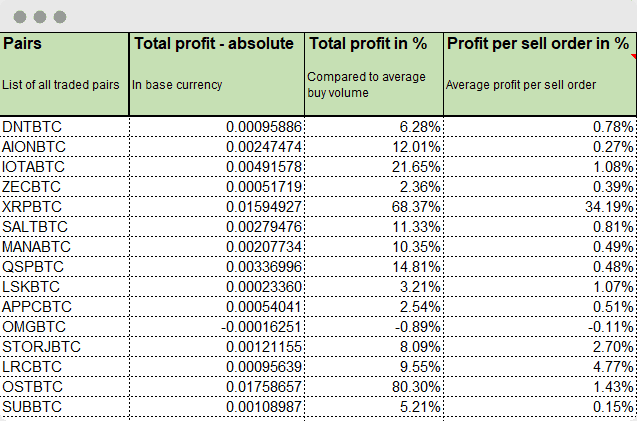 Pairs Total profit - absolute Total profit in % Profit per sell order in %
List of all traded pairs In base currency Compared to average buy volume Average profit per sell order
DNTBTC 0.00095886 6.28% 0.78%
AIONBTC 0.00247474 12.01% 0.27%
IOTABTC 0.00491578 21.65% 1.08%
ZECBTC 0.00051719 2.36% 0.39%
XRPBTC 0.01594927 68.37% 34.19%
SALTBTC 0.00279476 11.33% 0.81%
MANABTC 0.00207734 10.35% 0.49%
QSPBTC 0.00336996 14.81% 0.48%
LSKBTC 0.00023360 3.21% 1.07%
APPCBTC 0.00054041 2.54% 0.51%
OMGBTC -0.00016251 -0.89% -0.11%
STORJBTC 0.00121155 8.09% 2.70%
LRCBTC 0.00095639 9.55% 4.77%
OSTBTC 0.01758657 80.30% 1.43%
SUBBTC 0.00108987 5.21% 0.15%